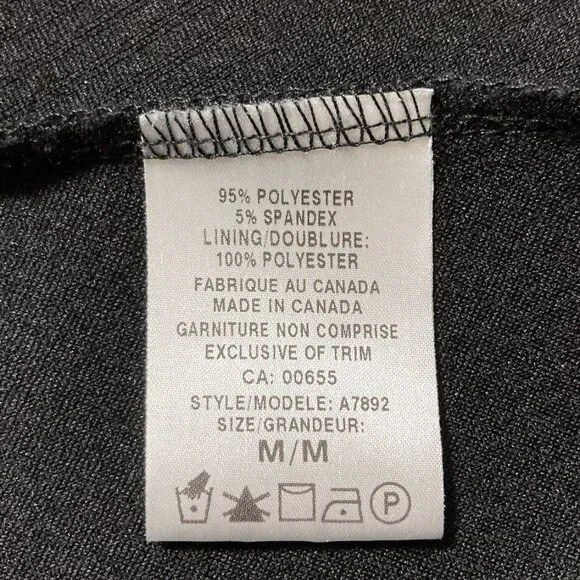 95% POLYESTER
5% SPANDEX
LINING/DOUBLURE:
100% POLYESTER
FABRIQUE AU CANADA
MADE IN CANADA
GARNITURE NON COMPRISE
EXCLUSIVE OF TRIM
CA: 00655
STYLE/MODELE: A7892
SIZE/GRANDEUR:
M/M
P